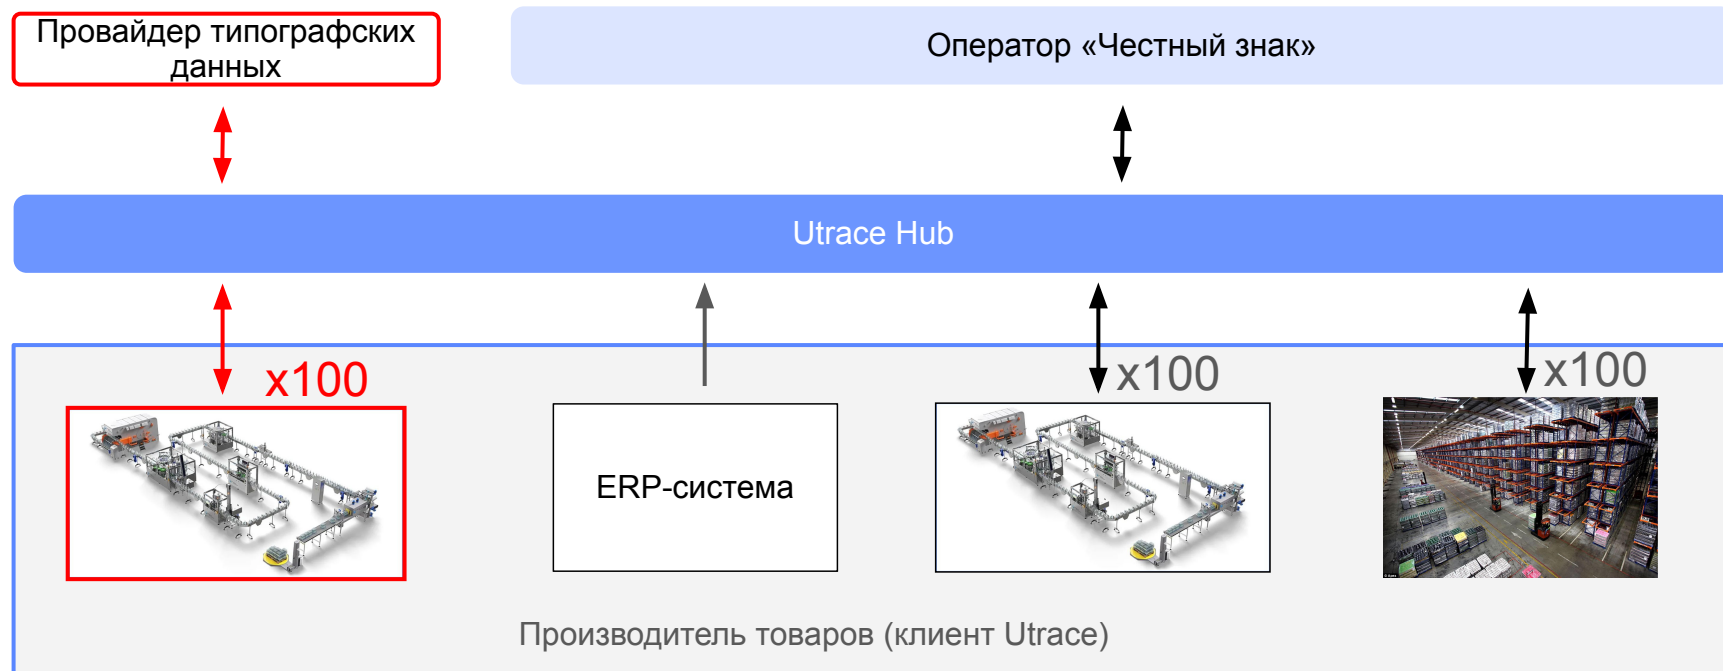 Провайдер типографских
данных
Оператор «Честный знак»
Utrace Hub
x100
x100
x100
ERP-система
Производитель товаров (клиент Utrace)